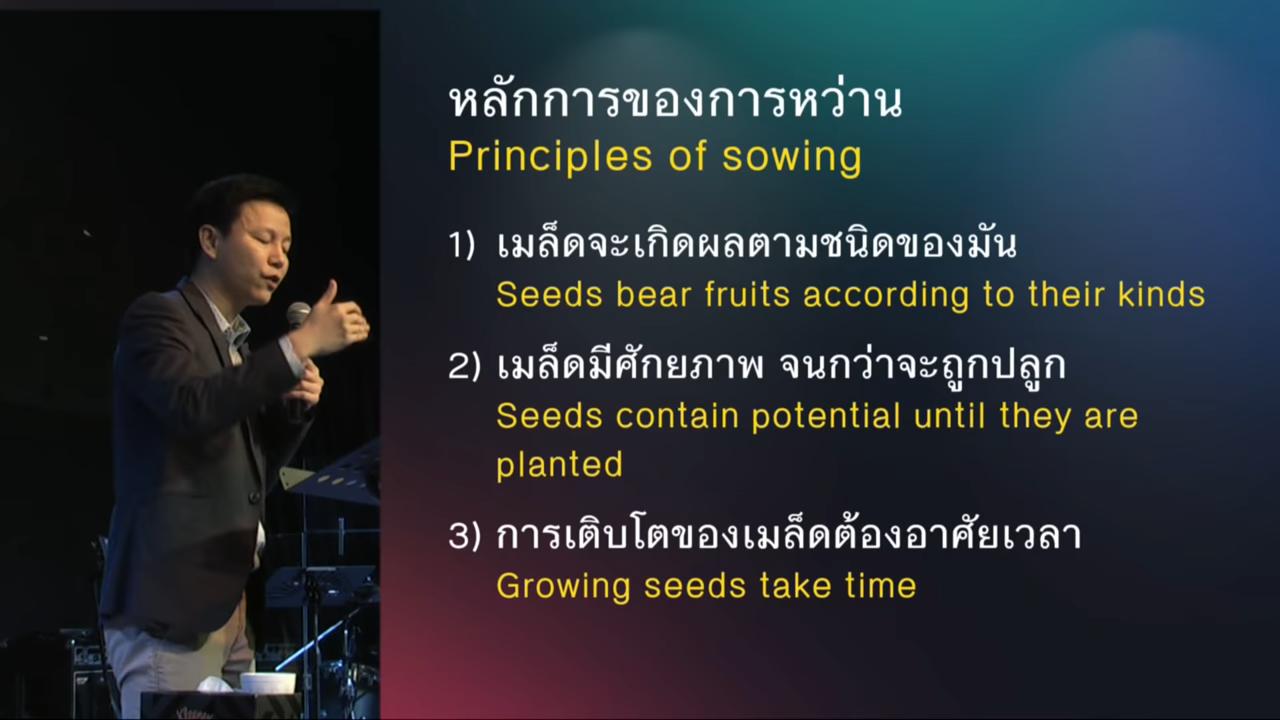 หลักการของการหว่าน
Principles of sowing
1) เมล็ดจะเกิดผลตามชนิดของมัน
Seeds bear fruits according to their kinds
2) เมล็ดมีศักยภาพ จนกว่าจะถูกปลูก
Seeds contain potential until they are
planted
3) การเติบโตของเมล็ดต้องอาศัยเวลา
Growing seeds take time
Kleenex